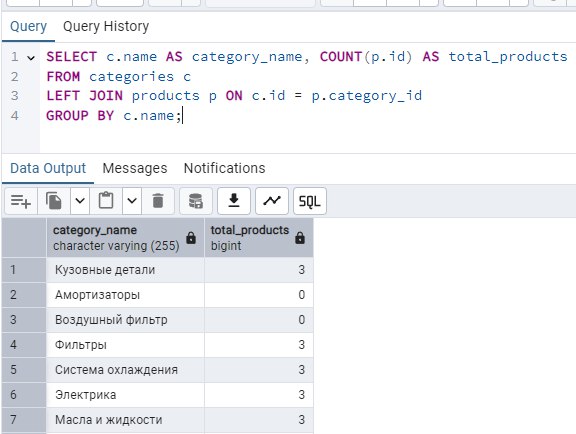 Query Query History
1 SELECT c.name AS category_name, COUNT(p.id) AS total_products
2 FROM categories c
3 LEFT JOIN products p ON c.id = p.category_id
4 GROUP BY c.name;
Data Output Messages Notifications
SQL
category_name total_products
character varying (255) bigint
1 Кузовные детали 3
2 Амортизаторы 0
3 Воздушный фильтр 0
4 Фильтры 3
5 Система охлаждения 3
6 Электрика 3
7 Масла и жидкости 3